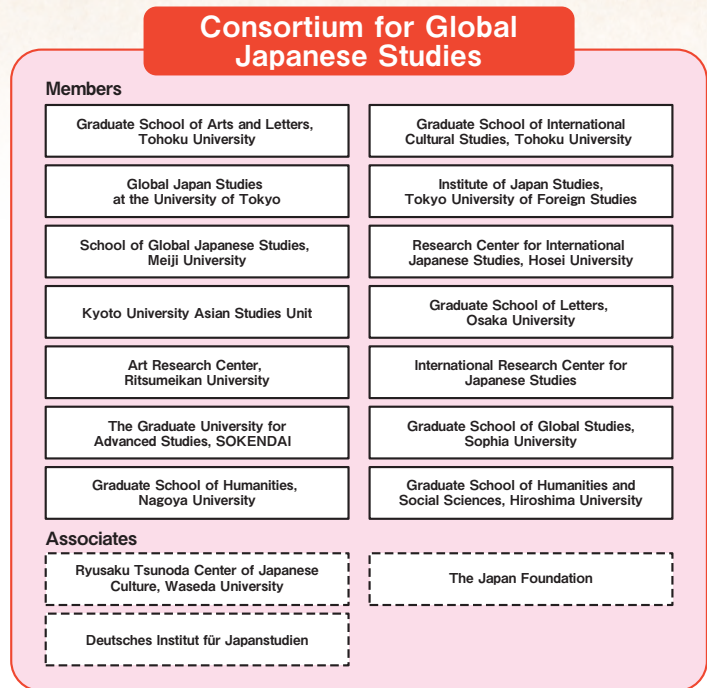 Consortium for Global
Japanese Studies
Members
Graduate School of Arts and Letters,
Tohoku University
Graduate School of International
Cultural Studies, Tohoku University
Global Japan Studies
at the University of Tokyo
Institute of Japan Studies,
Tokyo University of Foreign Studies
School of Global Japanese Studies,
Meiji University
Research Center for International
Japanese Studies, Hosei University
Kyoto University Asian Studies Unit
Graduate School of Letters,
Osaka University
Art Research Center,
Ritsumeikan University
International Research Center for
Japanese Studies
The Graduate University for
Advanced Studies, SOKENDAI
Graduate School of Global Studies,
Sophia University
Graduate School of Humanities,
Nagoya University
Graduate School of Humanities and
Social Sciences, Hiroshima University
Associates
Ryusaku Tsunoda Center of Japanese
Culture, Waseda University
The Japan Foundation
Deutsches Institut für Japanstudien